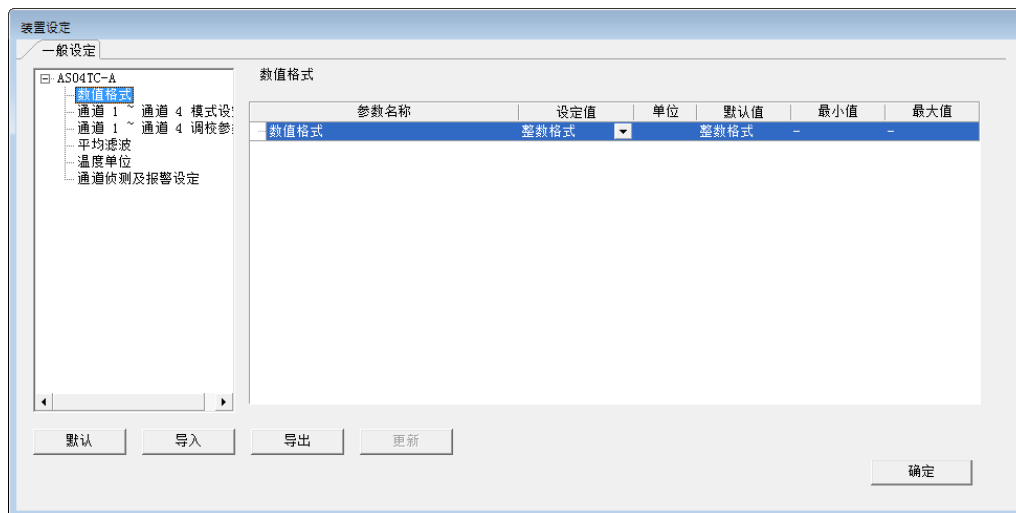 装置设定
一般设定
AS04TC-A
数值格式
通道 1 ~ 通道 4 模式设
通道 1 ~ 通道 4 调校参
平均滤波
温度单位
通道侦测及报警设定
数值格式
参数名称 设定值 单位 默认值 最小值 最大值
数值格式 整数格式 整数格式 - -
默认 导入 导出 更新
确定